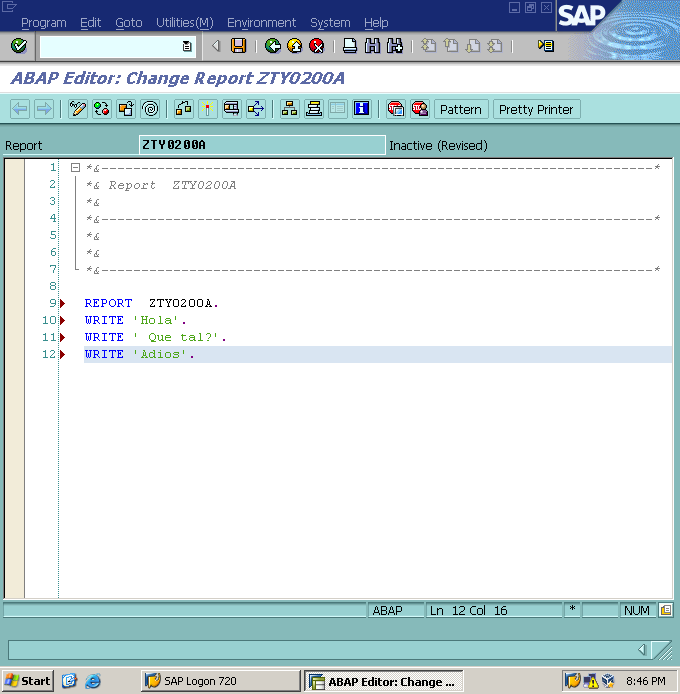 Program Edit Goto Utilities(M) Environment System Help
SAP
ABAP Editor: Change Report ZTY0200A
Pattern Pretty Printer
Report ZTY0200A Inactive (Revised)
1 *&---------------------------------------------------------------------*
2 *& Report  ZTY0200A
3 *&
4 *&---------------------------------------------------------------------*
5 *&
6 *&
7 *&---------------------------------------------------------------------*
8
9 REPORT  ZTY0200A.
10 WRITE 'Hola'.
11 WRITE ' Que tal?'.
12 WRITE 'Adios'.
ABAP Ln 12 Col 16 * NUM
Start SAP Logon 720 ABAP Editor: Change ... 8:46 PM